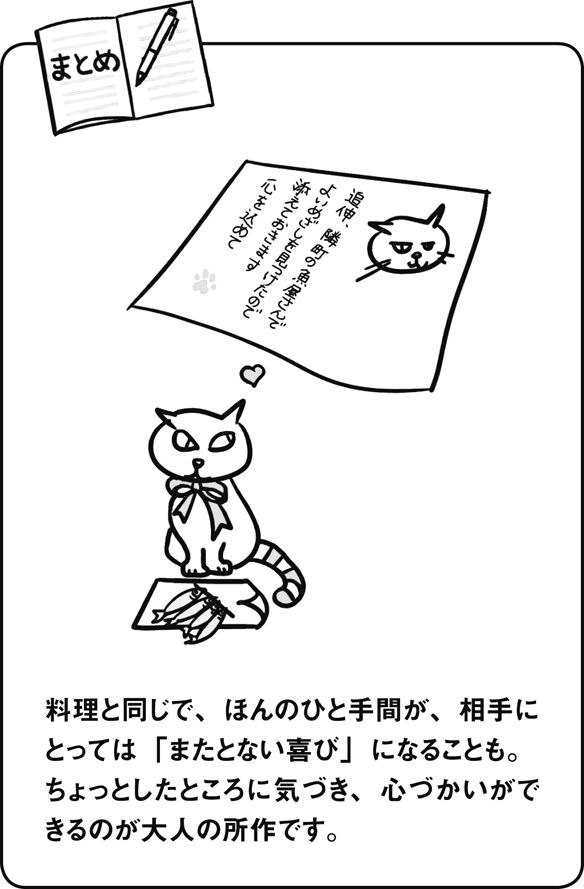 まとめ
追伸、隣町の魚屋さんで
よいめざしを見つけたので
添えておきます
心を込めて
料理と同じで、ほんのひと手間が、相手に
とっては「またとない喜び」になることも。
ちょっとしたところに気づき、心づかいがで
きるのが大人の所作です。